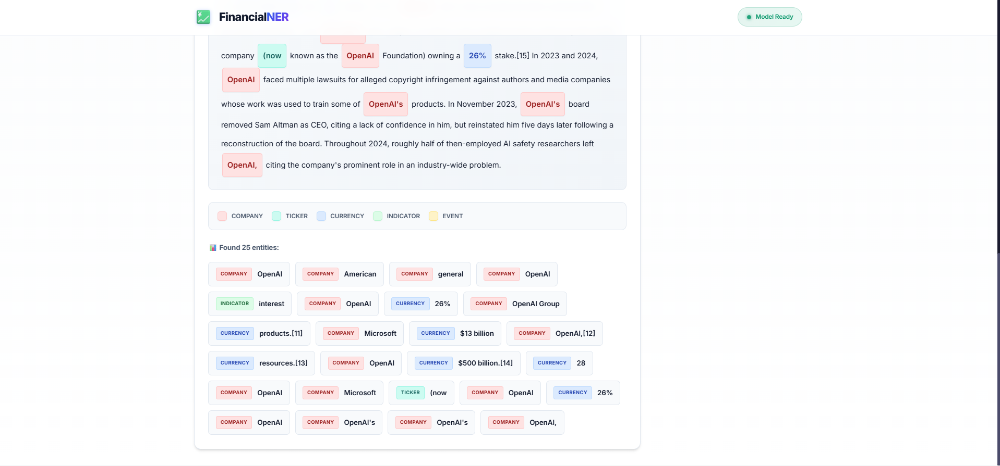 FinancialNER
Model Ready
company (now known as the OpenAI Foundation) owning a 26% stake.[15] In 2023 and 2024,
OpenAI faced multiple lawsuits for alleged copyright infringement against authors and media companies
whose work was used to train some of OpenAI's products. In November 2023, OpenAI's board
removed Sam Altman as CEO, citing a lack of confidence in him, but reinstated him five days later following a
reconstruction of the board. Throughout 2024, roughly half of then-employed AI safety researchers left
OpenAI, citing the company's prominent role in an industry-wide problem.
COMPANY TICKER CURRENCY INDICATOR EVENT
Found 25 entities:
COMPANY OpenAI COMPANY American COMPANY general COMPANY OpenAI
INDICATOR interest COMPANY OpenAI CURRENCY 26% COMPANY OpenAI Group
CURRENCY products.[11] COMPANY Microsoft CURRENCY $13 billion COMPANY OpenAI,[12]
CURRENCY resources.[13] COMPANY OpenAI CURRENCY $500 billion.[14] CURRENCY 28
COMPANY OpenAI COMPANY Microsoft TICKER (now COMPANY OpenAI CURRENCY 26%
COMPANY OpenAI COMPANY OpenAI's COMPANY OpenAI's COMPANY OpenAI,